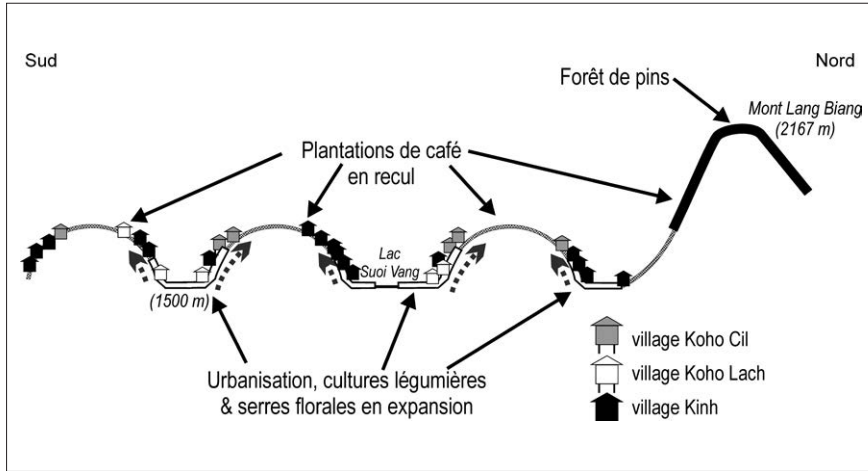 Sud
Nord
Forêt de pins
Mont Lang Biang
(2167 m)
Plantations de café
en recul
Lac
Suoi Vang
(1500 m)
Urbanisation, cultures légumières
& serres florales en expansion
village Koho Cil
village Koho Lach
village Kinh